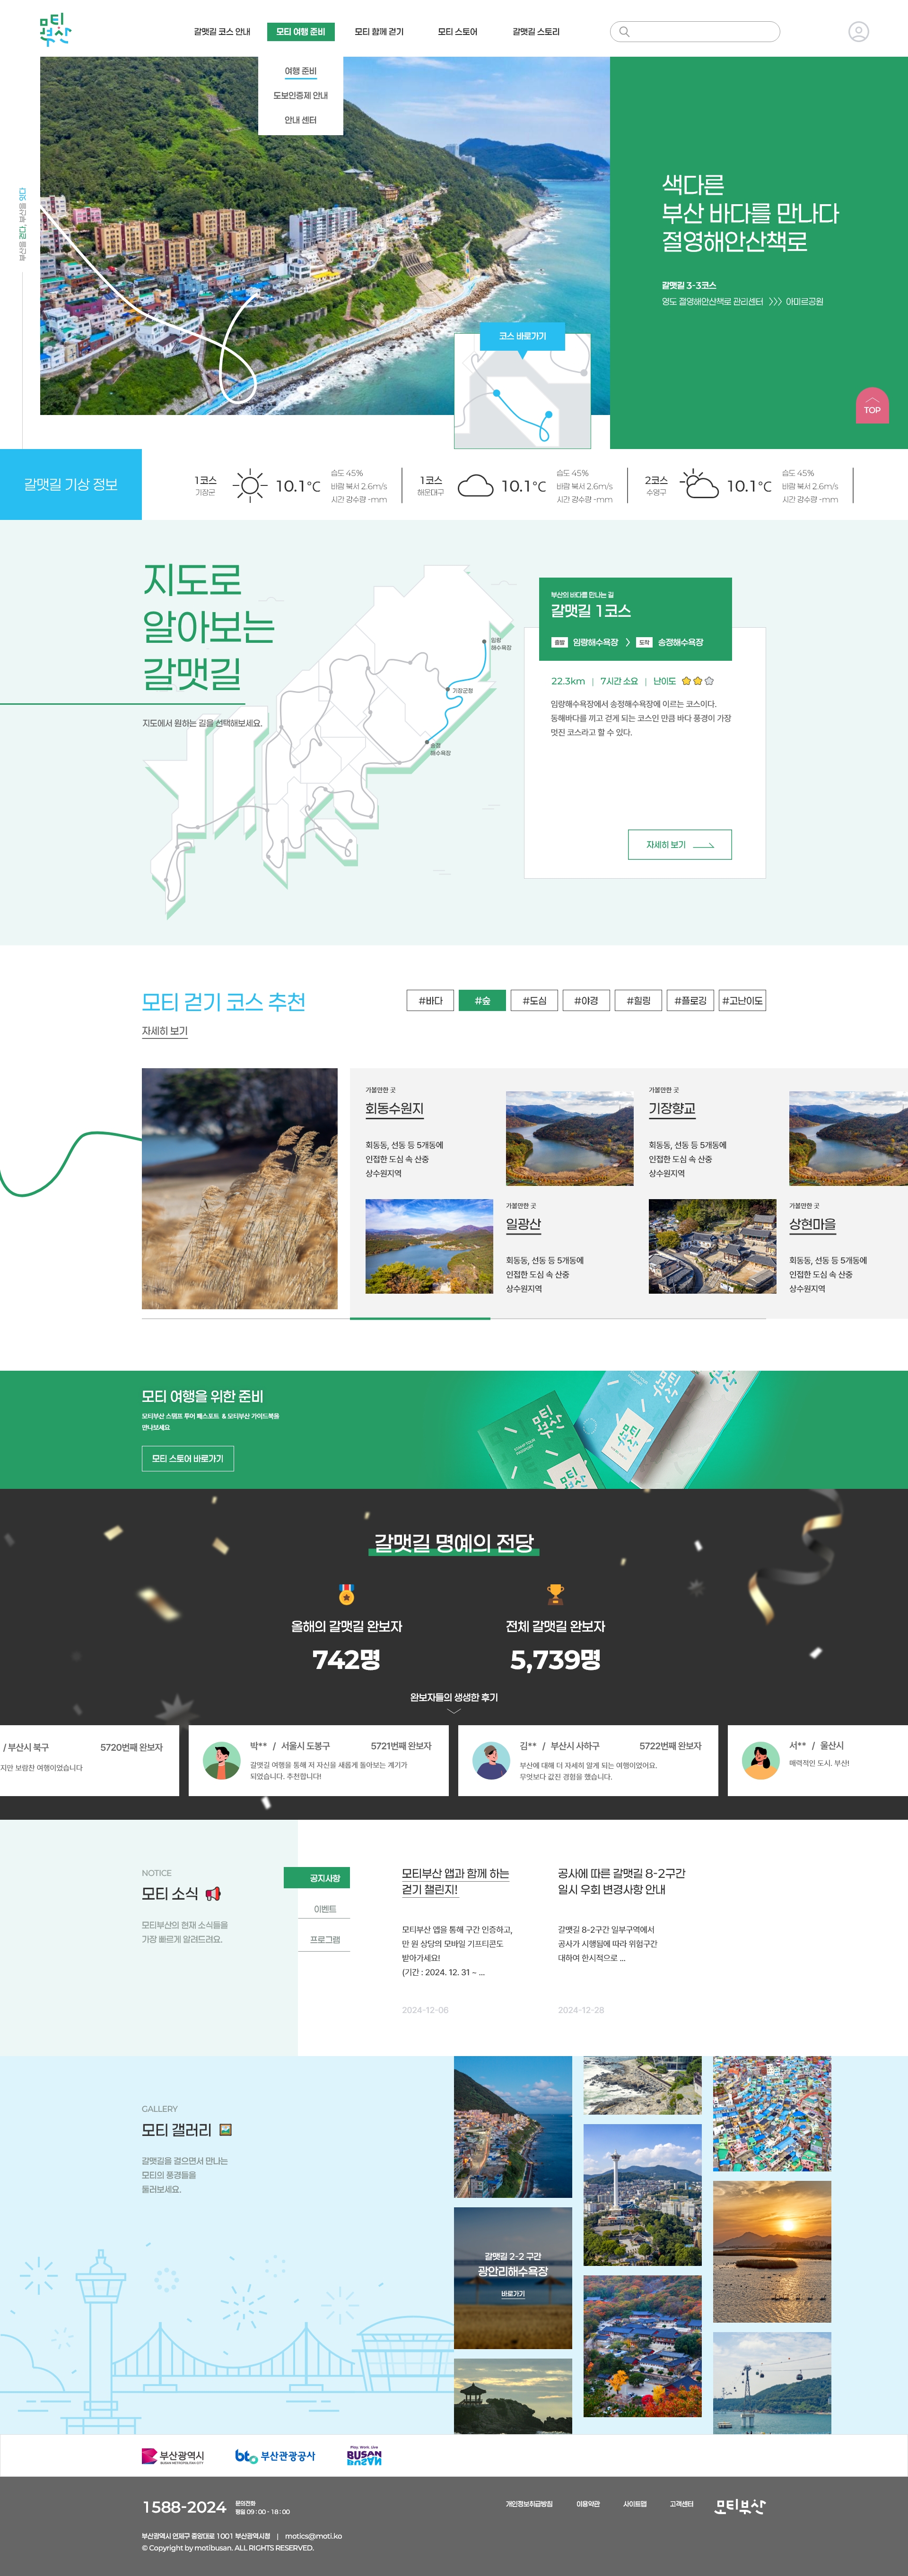 모티부산
갈맷길 코스 안내
모티 여행 준비
모티 함께 걷기
모티 스토어
갈맷길 스토리
여행 준비
도보인증제 안내
안내 센터
부산을 걷다, 부산을 잇다
색다른
부산 바다를 만나다
절영해안산책로
갈맷길 3-3코스
영도 절영해안산책로 관리센터 >>> 아미르공원
코스 바로가기
TOP
갈맷길 기상 정보
1코스
기장군
10.1°C
습도 45%
바람 북서 2.6m/s
시간 강수량 -mm
1코스
해운대구
10.1°C
습도 45%
바람 북서 2.6m/s
시간 강수량 -mm
2코스
수영구
10.1°C
습도 45%
바람 북서 2.6m/s
시간 강수량 -mm
지도로
알아보는
갈맷길
지도에서 원하는 길을 선택해보세요.
임랑
해수욕장
기장군청
송정
해수욕장
부산의 바다를 만나는 길
갈맷길 1코스
출발 임랑해수욕장 > 도착 송정해수욕장
22.3km | 7시간 소요 | 난이도
임랑해수욕장에서 송정해수욕장에 이르는 코스이다.
동해바다를 끼고 걷게 되는 코스인 만큼 바다 풍경이 가장
멋진 코스라고 할 수 있다.
자세히 보기
모티 걷기 코스 추천
자세히 보기
#바다
#숲
#도심
#야경
#힐링
#플로깅
#고난이도
가볼만한 곳
회동수원지
회동동, 선동 등 5개동에
인접한 도심 속 산중
상수원지역
가볼만한 곳
기장향교
회동동, 선동 등 5개동에
인접한 도심 속 산중
상수원지역
가볼만한 곳
일광산
회동동, 선동 등 5개동에
인접한 도심 속 산중
상수원지역
가볼만한 곳
상현마을
회동동, 선동 등 5개동에
인접한 도심 속 산중
상수원지역
모티 여행을 위한 준비
모티부산 스탬프 투어 패스포트 & 모티부산 가이드북을
만나보세요
모티 스토어 바로가기
모티부산
모티부산
갈맷길 명예의 전당
올해의 갈맷길 완보자
742명
전체 갈맷길 완보자
5,739명
완보자들의 생생한 후기
/ 부산시 북구
5720번째 완보자
지만 보람찬 여행이었습니다
박** / 서울시 도봉구
5721번째 완보자
갈맷길 여행을 통해 저 자신을 새롭게 돌아보는 계기가
되었습니다. 추천합니다!
김** / 부산시 사하구
5722번째 완보자
부산에 대해 더 자세히 알게 되는 여행이었어요.
무엇보다 값진 경험을 했습니다.
서** / 울산시
매력적인 도시. 부산!
NOTICE
모티 소식
모티부산의 현재 소식들을
가장 빠르게 알려드려요.
공지사항
이벤트
프로그램
모티부산 앱과 함께 하는
걷기 챌린지!
모티부산 앱을 통해 구간 인증하고,
만 원 상당의 모바일 기프티콘도
받아가세요!
(기간 : 2024. 12. 31 ~ ...
2024-12-06
공사에 따른 갈맷길 8-2구간
일시 우회 변경사항 안내
갈맷길 8-2구간 일부구역에서
공사가 시행됨에 따라 위험구간
대하여 한시적으로 ...
2024-12-28
GALLERY
모티 갤러리
갈맷길을 걸으면서 만나는
모티의 풍경들을
둘러보세요.
갈맷길 2-2 구간
광안리해수욕장
바로가기
부산광역시
BUSAN METROPOLITAN CITY
bto 부산관광공사
Play, Work, Live
BUSAN
1588-2024
문의전화
평일 09 : 00 - 18 : 00
개인정보취급방침
이용약관
사이트맵
고객센터
모티부산
부산광역시 연제구 중앙대로 1001 부산광역시청 | motics@moti.ko
© Copyright by motibusan. ALL RIGHTS RESERVED.